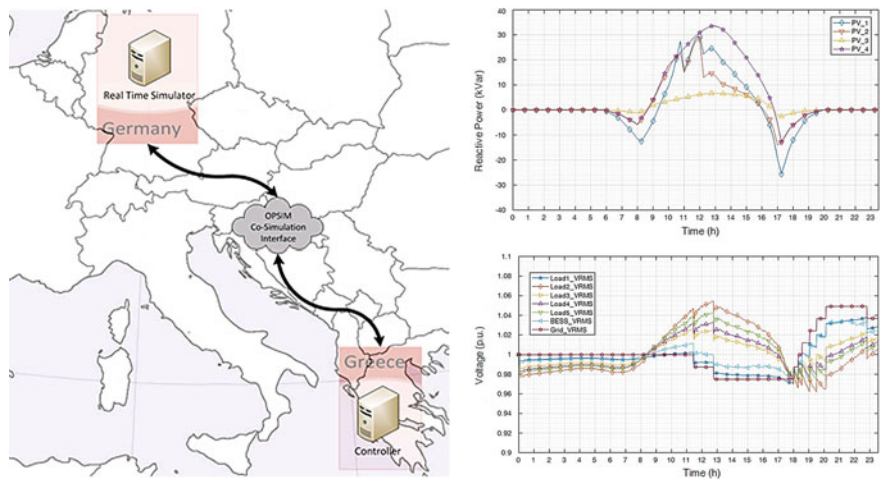 Real Time Simulator
Germany
OPSIM
Co-Simulation
Interface
Greece
Controller
Reactive Power (kVar)
40
30
20
10
0
-10
-20
-30
-40
0 1 2 3 4 5 6 7 8 9 10 11 12 13 14 15 16 17 18 19 20 21 22 23
Time (h)
PV_1
PV_2
PV_3
PV_4
Voltage (p.u.)
1.1
1.08
1.06
1.04
1.02
1
0.98
0.96
0.94
0.92
0.9
0 1 2 3 4 5 6 7 8 9 10 11 12 13 14 15 16 17 18 19 20 21 22 23
Time (h)
Load1_VRMS
Load2_VRMS
Load3_VRMS
Load4_VRMS
Load5_VRMS
BESS_VRMS
Grid_VRMS